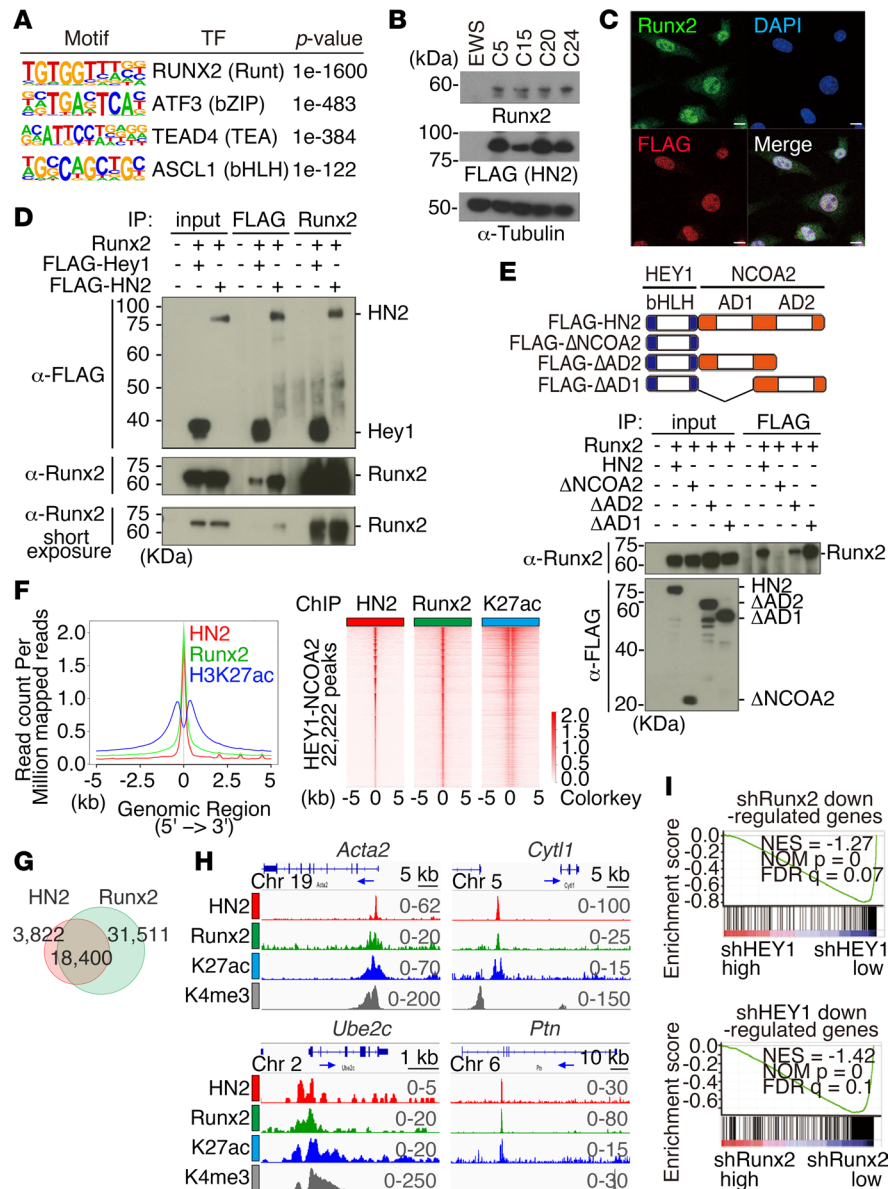 A
Motif TF p-value
TGTGGTTT RUNX2 (Runt) 1e-1600
TGACTCA ATF3 (bZIP) 1e-483
ATTCCT TEAD4 (TEA) 1e-384
CAGCTG ASCL1 (bHLH) 1e-122
B
EWS C5 C15 C20 C24
(kDa)
60-
Runx2
100-
75-
FLAG (HN2)
50-
α-Tubulin
C
Runx2 DAPI
FLAG Merge
D
IP: input FLAG Runx2
Runx2 - + + - + + - + +
FLAG-Hey1 - + - - + - - + -
FLAG-HN2 - - + - - + - - +
α-FLAG
100-
75-
60-
50-
40-
-HN2
-Hey1
α-Runx2
75-
60-
-Runx2
α-Runx2
short
exposure
75-
60-
-Runx2
(KDa)
E
HEY1 NCOA2
bHLH AD1 AD2
FLAG-HN2
FLAG-ΔNCOA2
FLAG-ΔAD2
FLAG-ΔAD1
IP: input FLAG
Runx2 - + + + + - + + + +
HN2 - + - - - - + - - -
ΔNCOA2 - - + - - - - + - -
ΔAD2 - - - + - - - - + -
ΔAD1 - - - - + - - - - +
α-Runx2
75-
60-
-Runx2
α-FLAG
75-
60-
40-
20-
HN2
ΔAD2
ΔAD1
ΔNCOA2
(KDa)
F
Read count Per
Million mapped reads
2.0
1.5
1.0
0.5
0.0
HN2
Runx2
H3K27ac
-5 -2.5 0 2.5 5
(kb)
Genomic Region
(5' –> 3')
ChIP HN2 Runx2 K27ac
HEY1-NCOA2
22,222 peaks
2.0
1.5
1.0
0.5
0.0
(kb) -5 0 5 -5 0 5 -5 0 5 Colorkey
G
HN2 Runx2
3,822 31,511
18,400
H
Acta2 Cytl1
Chr 19 Acta2 5 kb Chr 5 Cytl1 5 kb
HN2 0-62 0-100
Runx2 0-20 0-25
K27ac 0-70 0-15
K4me3 0-200 0-150
Ube2c Ptn
Chr 2 Ube2c 1 kb Chr 6 Ptn 10 kb
HN2 0-5 0-30
Runx2 0-20 0-80
K27ac 0-20 0-15
K4me3 0-250 0-30
I
shRunx2 down
-regulated genes
Enrichment score
0.0
-0.2
-0.4
-0.6
-0.8
NES = -1.27
NOM p = 0
FDR q = 0.07
shHEY1 shHEY1
high low
shHEY1 down
-regulated genes
Enrichment score
0.0
-0.2
-0.4
-0.6
NES = -1.42
NOM p = 0
FDR q = 0.1
shRunx2 shRunx2
high low